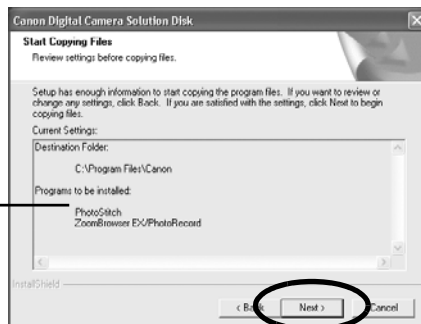 Canon Digital Camera Solution Disk
Start Copying Files
Review settings before copying files.
Setup has enough information to start copying the program files. If you want to review or
change any settings, click Back. If you are satisfied with the settings, click Next to begin
copying files.
Current Settings:
Destination Folder:
C:\Program Files\Canon
Programs to be installed:
PhotoStitch
ZoomBrowser EX/PhotoRecord
InstallShield
< Back
Next >
Cancel